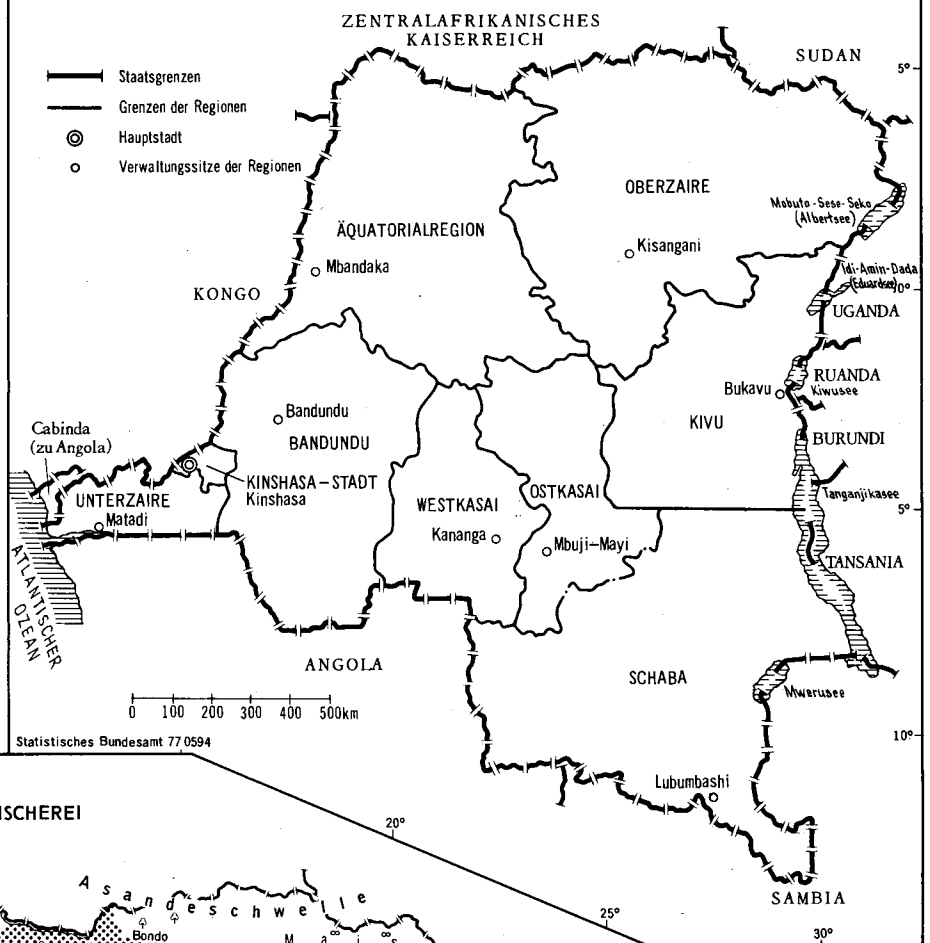 ZENTRALAFRIKANISCHES
KAISERREICH
SUDAN
5°
Staatsgrenzen
Grenzen der Regionen
Hauptstadt
Verwaltungssitze der Regionen
OBERZAIRE
Mobuto-Sese-Seko
(Albertsee)
ÄQUATORIALREGION
Kisangani
Mbandaka
Idi-Amin-Dada
(Eduardsee)
0°
KONGO
UGANDA
RUANDA
Kiwusee
Bukavu
Bandundu
BANDUNDU
KIVU
Cabinda
(zu Angola)
BURUNDI
KINSHASA-STADT
Kinshasa
UNTERZAIRE
Matadi
WESTKASAI
OSTKASAI
Tanganjikasee
5°
Kananga
Mbuji-Mayi
ATLANTISCHER
OZEAN
TANSANIA
ANGOLA
SCHABA
Mwerusee
0 100 200 300 400 500km
Statistisches Bundesamt 77 0594
10°
Lubumbashi
ISCHEREI
20°
SAMBIA
Asandeschwelle
25°
30°
Bondo